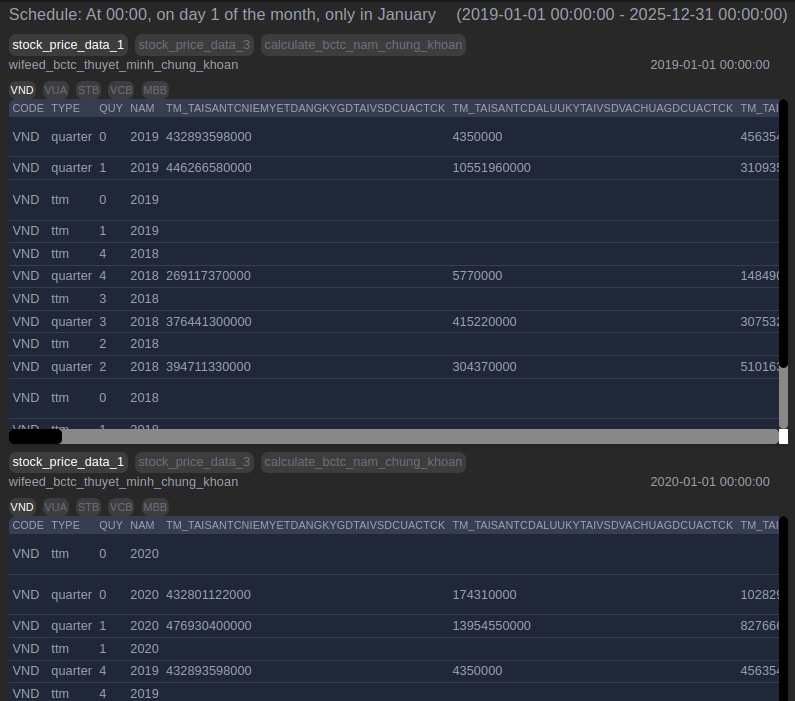 Schedule: At 00:00, on day 1 of the month, only in January (2019-01-01 00:00:00 - 2025-12-31 00:00:00)
stock_price_data_1 stock_price_data_3 calculate_bctc_nam_chung_khoan
wifeed_bctc_thuyet_minh_chung_khoan 2019-01-01 00:00:00
VND VUA STB VCB MBB
CODE TYPE QUY NAM TM_TAISANTCNIEMYETDANGKYGDTAIVSDCUACTCK TM_TAISANTCDALUUKYTAIVSDVACHUAGDCUACTCK TM_TAI
VND quarter 0 2019 432893598000 4350000 456354
VND quarter 1 2019 446266580000 10551960000 310935
VND ttm 0 2019
VND ttm 1 2019
VND ttm 4 2018
VND quarter 4 2018 269117370000 5770000 148490
VND ttm 3 2018
VND quarter 3 2018 376441300000 415220000 307532
VND ttm 2 2018
VND quarter 2 2018 394711330000 304370000 510163
VND ttm 0 2018
VND ttm 1 2018
stock_price_data_1 stock_price_data_3 calculate_bctc_nam_chung_khoan
wifeed_bctc_thuyet_minh_chung_khoan 2020-01-01 00:00:00
VND VUA STB VCB MBB
CODE TYPE QUY NAM TM_TAISANTCNIEMYETDANGKYGDTAIVSDCUACTCK TM_TAISANTCDALUUKYTAIVSDVACHUAGDCUACTCK TM_TAI
VND ttm 0 2020
VND quarter 0 2020 432801122000 174310000 102829
VND quarter 1 2020 476930400000 13954550000 827666
VND ttm 1 2020
VND quarter 4 2019 432893598000 4350000 456354
VND ttm 4 2019